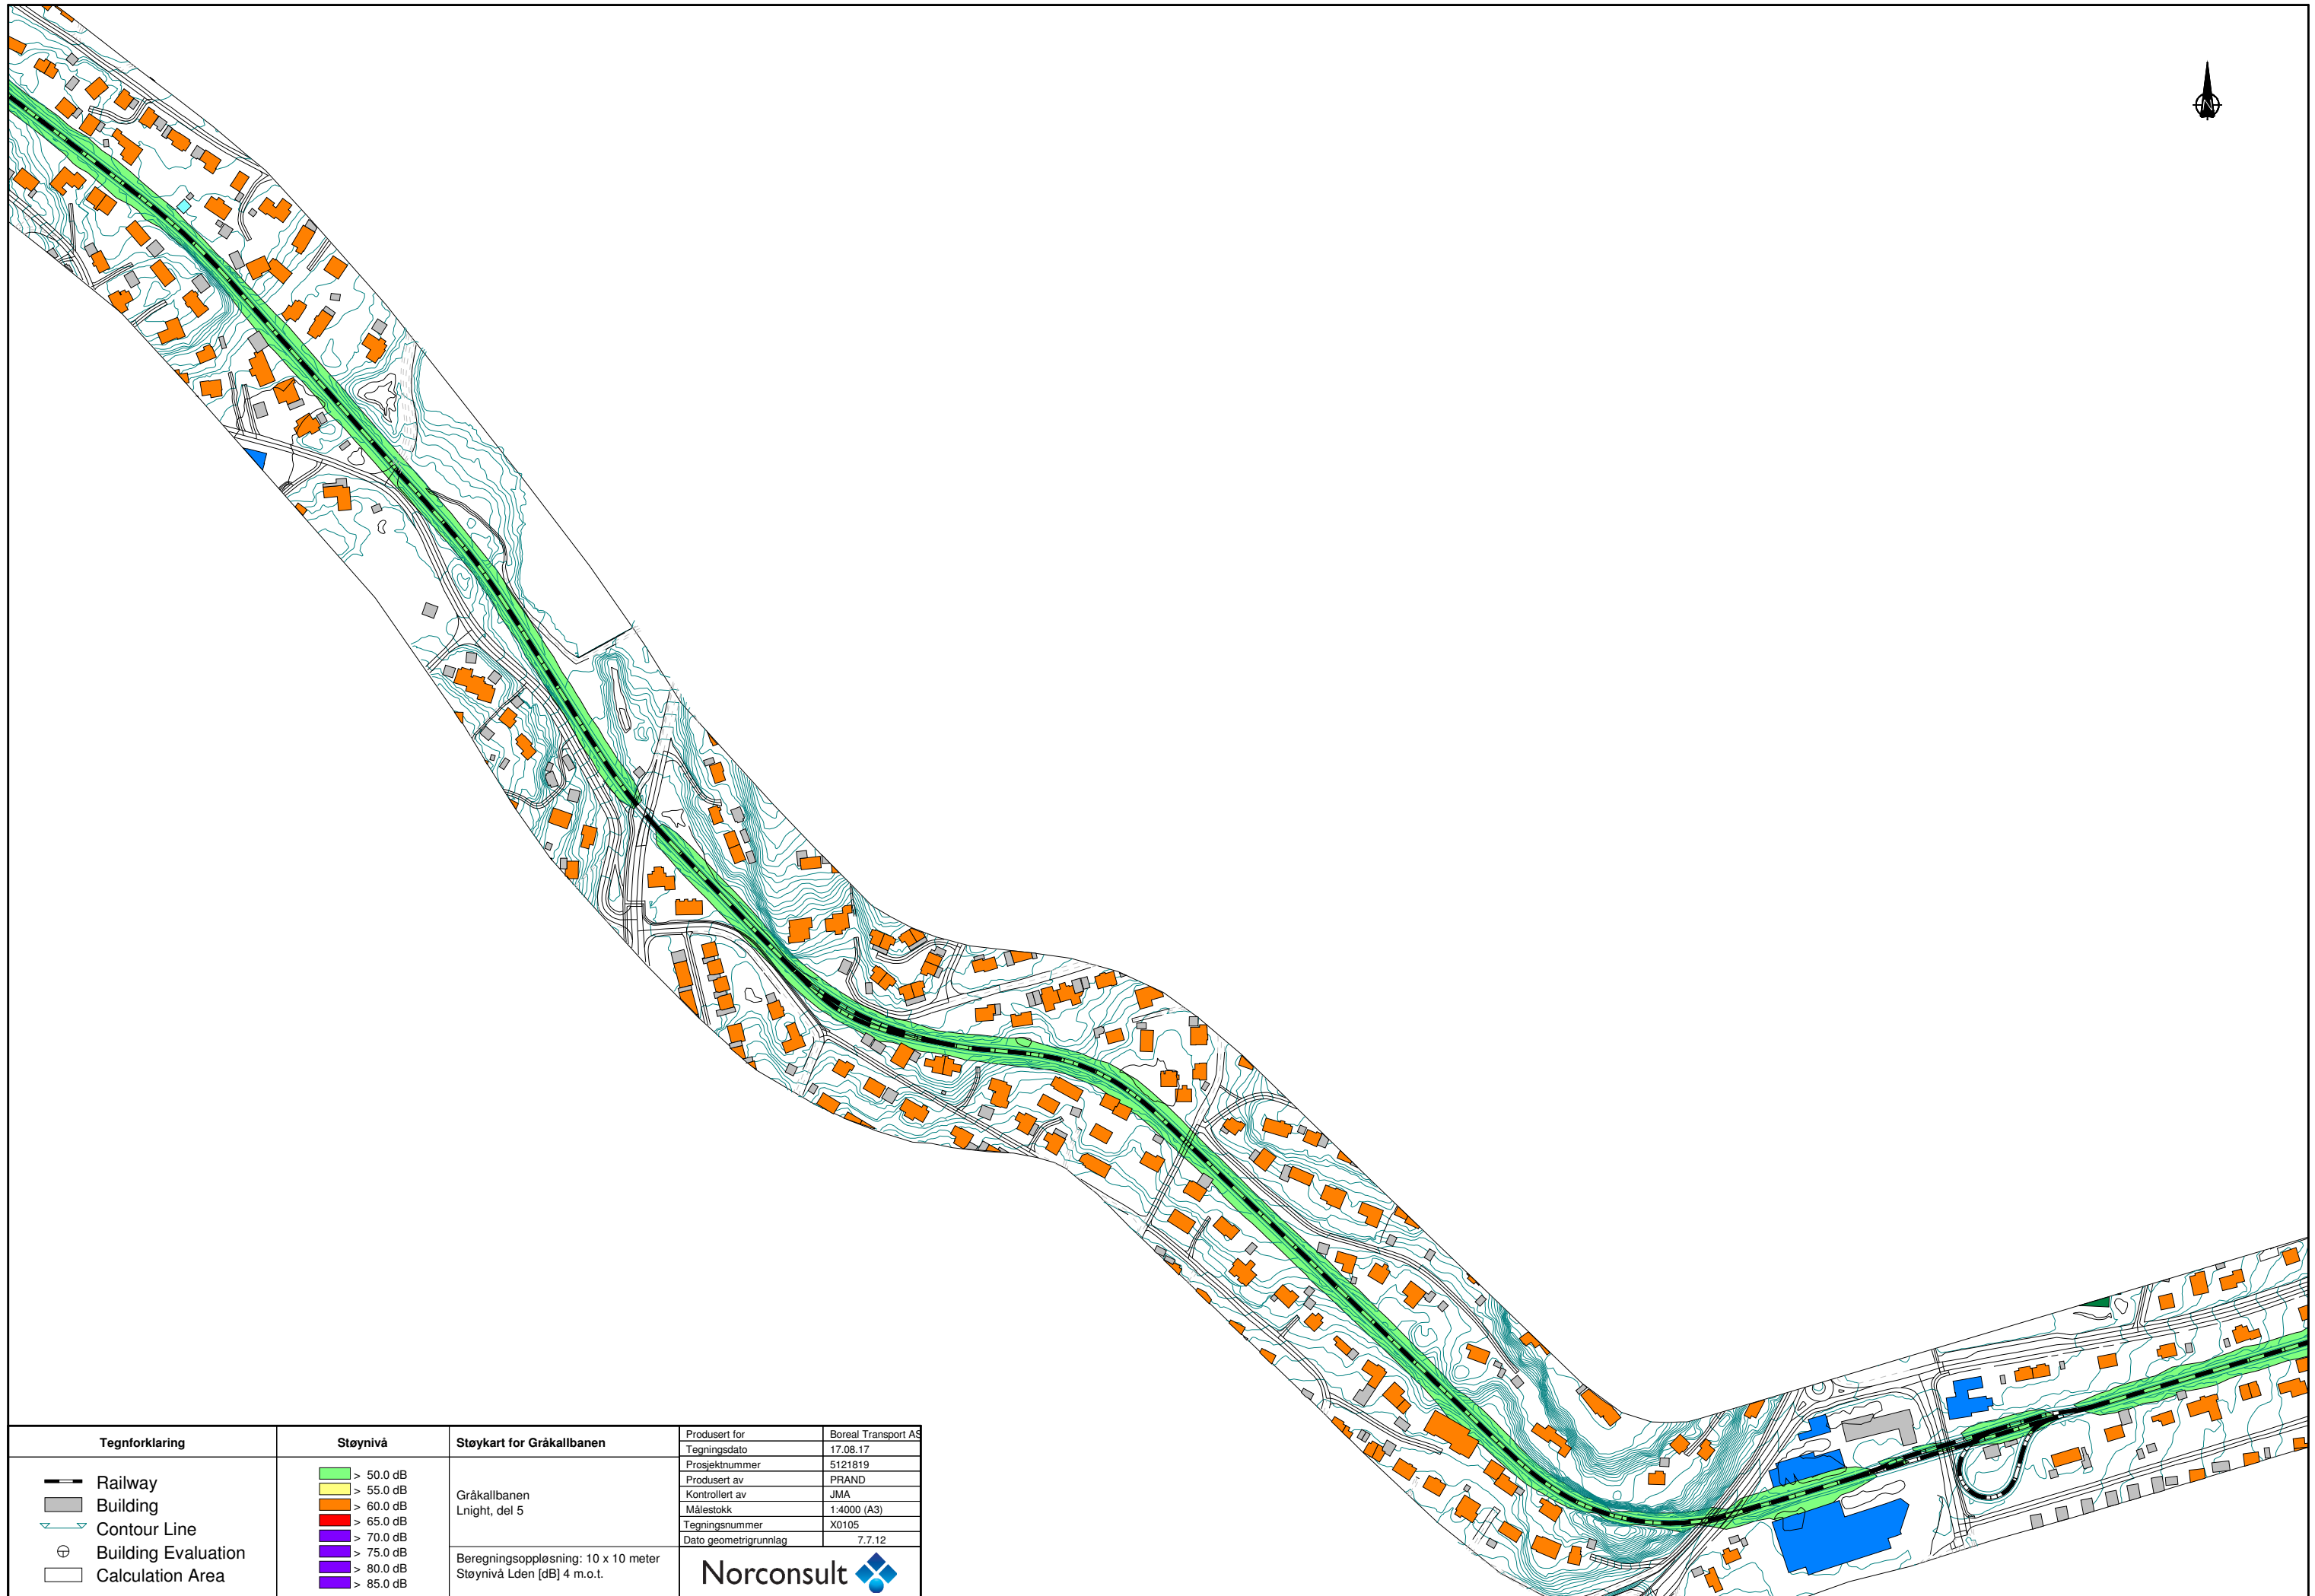 N
Tegnforklaring
Railway
Building
Contour Line
Building Evaluation
Calculation Area
Støynivå
> 50.0 dB
> 55.0 dB
> 60.0 dB
> 65.0 dB
> 70.0 dB
> 75.0 dB
> 80.0 dB
> 85.0 dB
Støykart for Gråkallbanen
Gråkallbanen
Lnight, del 5
Beregningsoppløsning: 10 x 10 meter
Støynivå Lden [dB] 4 m.o.t.
Produsert for Boreal Transport AS
Tegningsdato 17.08.17
Prosjektnummer 5121819
Produsert av PRAND
Kontrollert av JMA
Målestokk 1:4000 (A3)
Tegningsnummer X0105
Dato geometrigrunnlag 7.7.12
Norconsult